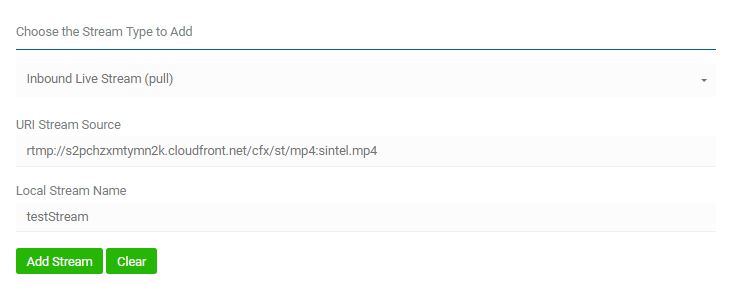 Choose the Stream Type to Add
Inbound Live Stream (pull)
URI Stream Source
rtmp://s2pchzxmtymn2k.cloudfront.net/cfx/st/mp4:sintel.mp4
Local Stream Name
testStream
Add Stream Clear